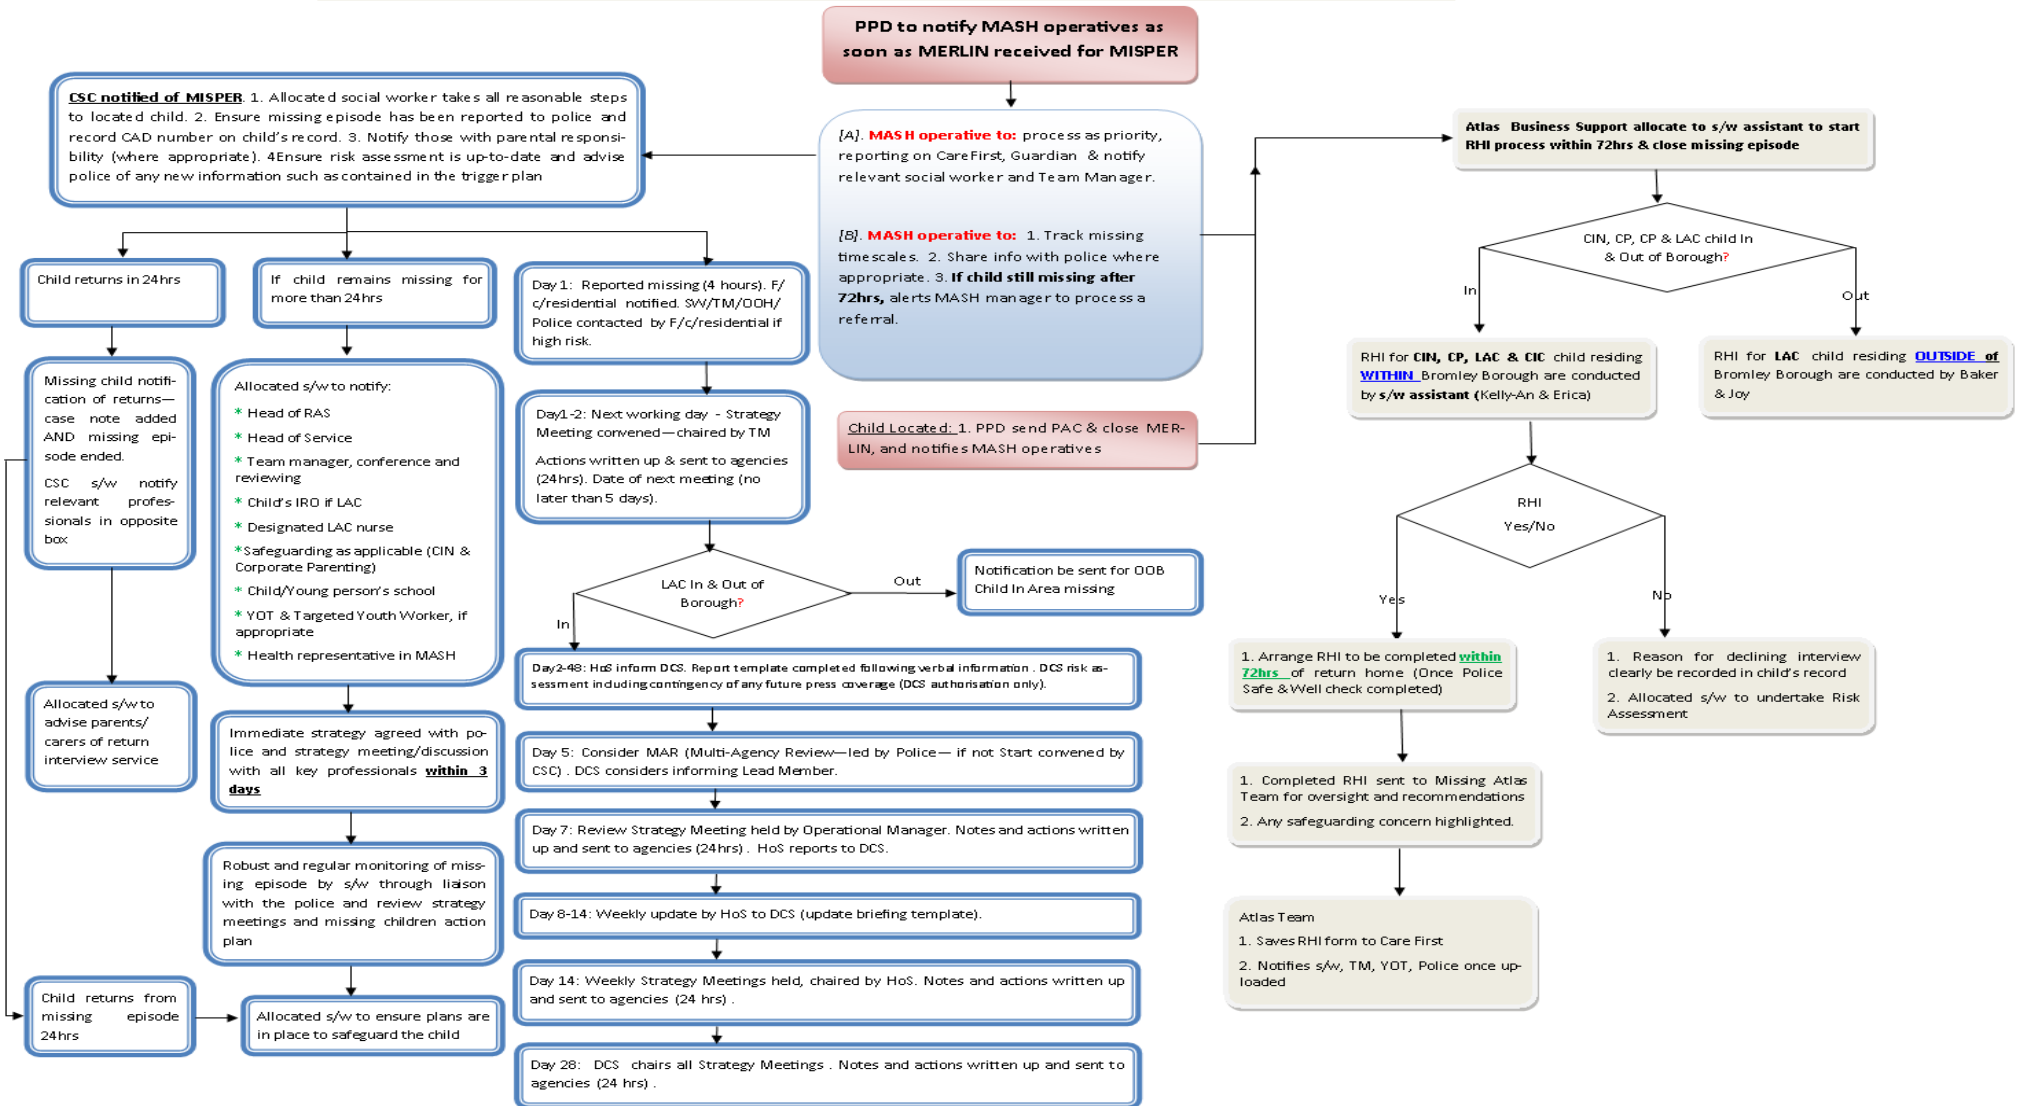 PPD to notify MASH operatives as
soon as MERLIN received for MISPER
CSC notified of MISPER. 1. Allocated social worker takes all reasonable steps
to located child. 2. Ensure missing episode has been reported to police and
record CAD number on child's record. 3. Notify those with parental responsi-
bility (where appropriate). 4Ensure risk assessment is up-to-date and advise
police of any new information such as contained in the trigger plan
[A]. MASH operative to: process as priority,
reporting on CareFirst, Guardian & notify
relevant social worker and Team Manager.
[B]. MASH operative to: 1. Track missing
timescales. 2. Share info with police where
appropriate. 3. If child still missing after
72hrs, alerts MASH manager to process a
referral.
Child Located: 1. PPD send PAC & close MER-
LIN, and notifies MASH operatives
Child returns in 24hrs
Missing child notifi-
cation of returns—
case note added
AND missing epi-
sode ended.
CSC s/w notify
relevant profes-
sionals in opposite
box
Allocated s/w to
advise parents/
carers of return
interview service
Child returns from
missing episode
24hrs
If child remains missing for
more than 24hrs
Allocated s/w to notify:
* Head of RAS
* Head of Service
* Team manager, conference and
reviewing
* Child's IRO if LAC
* Designated LAC nurse
*Safeguarding as applicable (CIN &
Corporate Parenting)
* Child/Young person's school
* YOT & Targeted Youth Worker, if
appropriate
* Health representative in MASH
Immediate strategy agreed with po-
lice and strategy meeting/discussion
with all key professionals within 3
days
Robust and regular monitoring of miss-
ing episode by s/w through liaison
with the police and review strategy
meetings and missing children action
plan
Allocated s/w to ensure plans are
in place to safeguard the child
Day 1: Reported missing (4 hours). F/
c/residential notified. SW/TM/OOH/
Police contacted by F/c/residential if
high risk.
Day1-2: Next working day - Strategy
Meeting convened—chaired by TM
Actions written up & sent to agencies
(24hrs). Date of next meeting (no
later than 5 days).
LAC In & Out of
Borough?
Out
In
Notification be sent for OOB
Child In Area missing
Day2-48: HoS inform DCS. Report template completed following verbal information . DCS risk as-
sessment including contingency of any future press coverage (DCS authorisation only).
Day 5: Consider MAR (Multi-Agency Review—led by Police— if not Start convened by
CSC) . DCS considers informing Lead Member.
Day 7: Review Strategy Meeting held by Operational Manager. Notes and actions written
up and sent to agencies (24hrs) . HoS reports to DCS.
Day 8-14: Weekly update by HoS to DCS (update briefing template).
Day 14: Weekly Strategy Meetings held, chaired by HoS. Notes and actions written up
and sent to agencies (24 hrs) .
Day 28: DCS chairs all Strategy Meetings . Notes and actions written up and sent to
agencies (24 hrs) .
Atlas Business Support allocate to s/w assistant to start
RHI process within 72hrs & close missing episode
CIN, CP, CP & LAC child In
& Out of Borough?
In
Out
RHI for CIN, CP, LAC & CIC child residing
WITHIN Bromley Borough are conducted
by s/w assistant (Kelly-An & Erica)
RHI for LAC child residing OUTSIDE of
Bromley Borough are conducted by Baker
& Joy
RHI
Yes/No
Yes
No
1. Arrange RHI to be completed within
72hrs of return home (Once Police
Safe & Well check completed)
1. Reason for declining interview
clearly be recorded in child's record
2. Allocated s/w to undertake Risk
Assessment
1. Completed RHI sent to Missing Atlas
Team for oversight and recommendations
2. Any safeguarding concern highlighted.
Atlas Team
1. Saves RHI form to Care First
2. Notifies s/w, TM, YOT, Police once up-
loaded